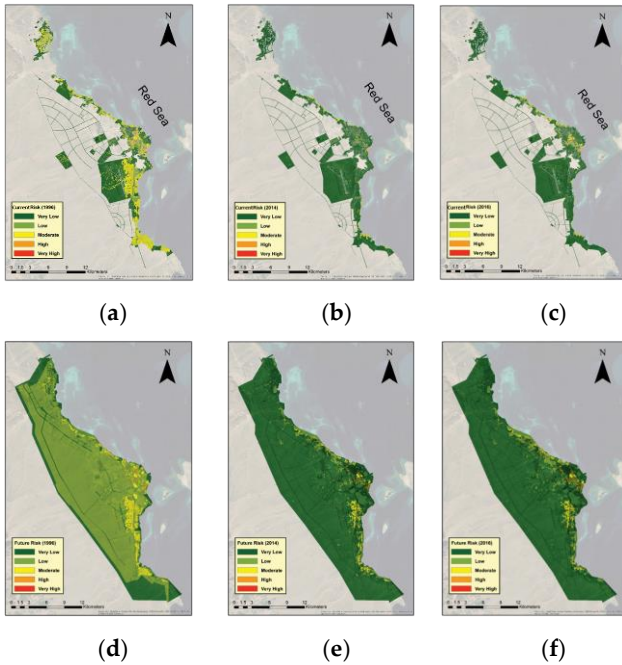 N
Red Sea
Current Risk (1996)
Very Low
Low
Moderate
High
Very High
Kilometers
(a)
N
Red Sea
Current Risk (2014)
Very Low
Low
Moderate
High
Very High
Kilometers
(b)
N
Red Sea
Current Risk (2016)
Very Low
Low
Moderate
High
Very High
Kilometers
(c)
N
Future Risk (1996)
Very Low
Low
Moderate
High
Very High
Kilometers
(d)
N
Future Risk (2014)
Very Low
Low
Moderate
High
Very High
Kilometers
(e)
N
Future Risk (2016)
Very Low
Low
Moderate
High
Very High
Kilometers
(f)